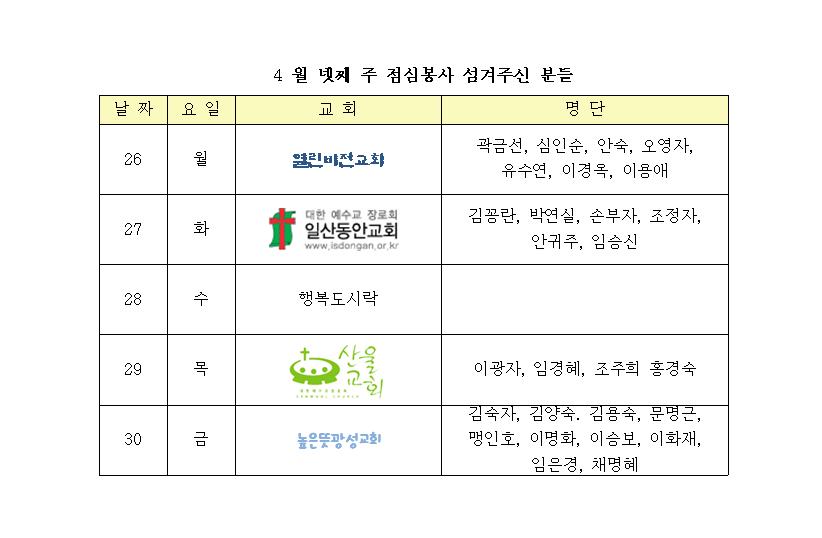 4 월 넷째 주 점심봉사 섬겨주신 분들
날 짜 요 일 교 회 명 단
26 월 열린비전교회 곽금선, 심인순, 안숙, 오영자,
유수연, 이경옥, 이용애
27 화 대한 예수교 장로회
일산동안교회
www.isdongan.or.kr
김꽁란, 박연실, 손부자, 조정자,
안귀주, 임승신
28 수 행복도시락
29 목 산울
교회
이광자, 임경혜, 조주희 홍경숙
30 금 높은뜻광성교회 김숙자, 김양숙. 김용숙, 문명근,
맹인호, 이명화, 이승보, 이화재,
임은경, 채명혜